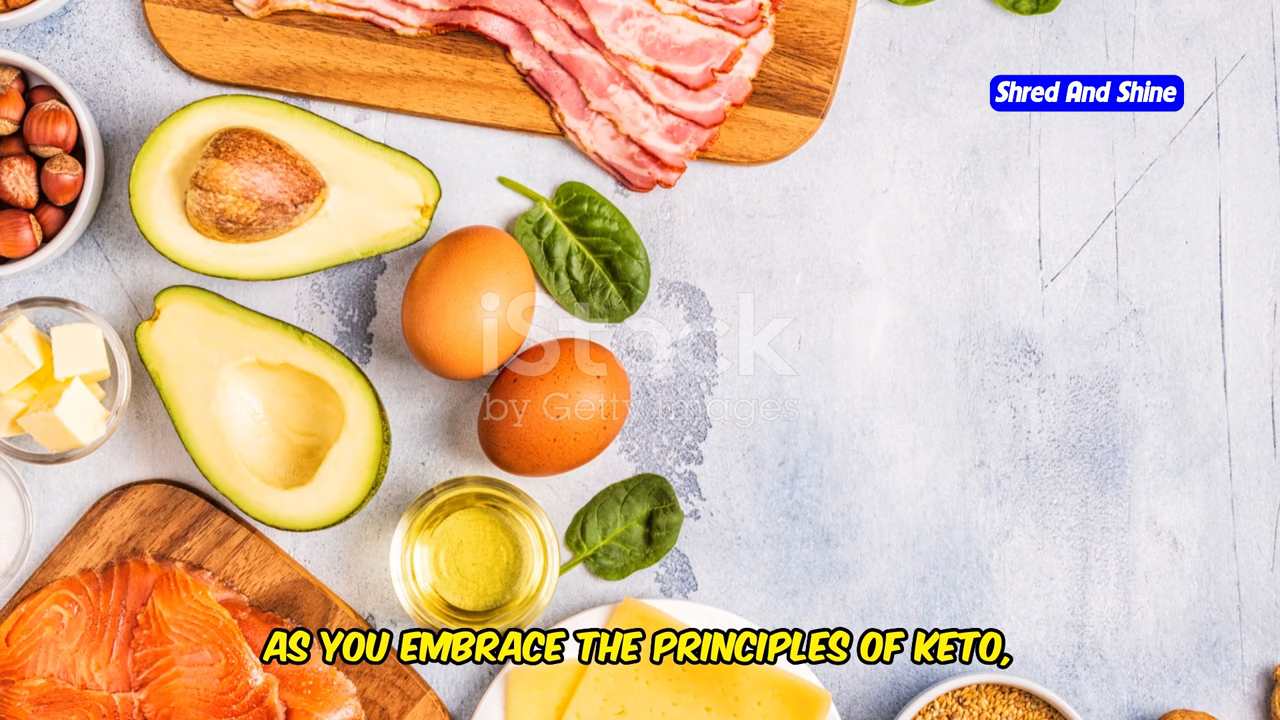 Shred And Shine
iStock
by Getty Images
AS YOU EMBRACE THE PRINCIPLES OF KETO,